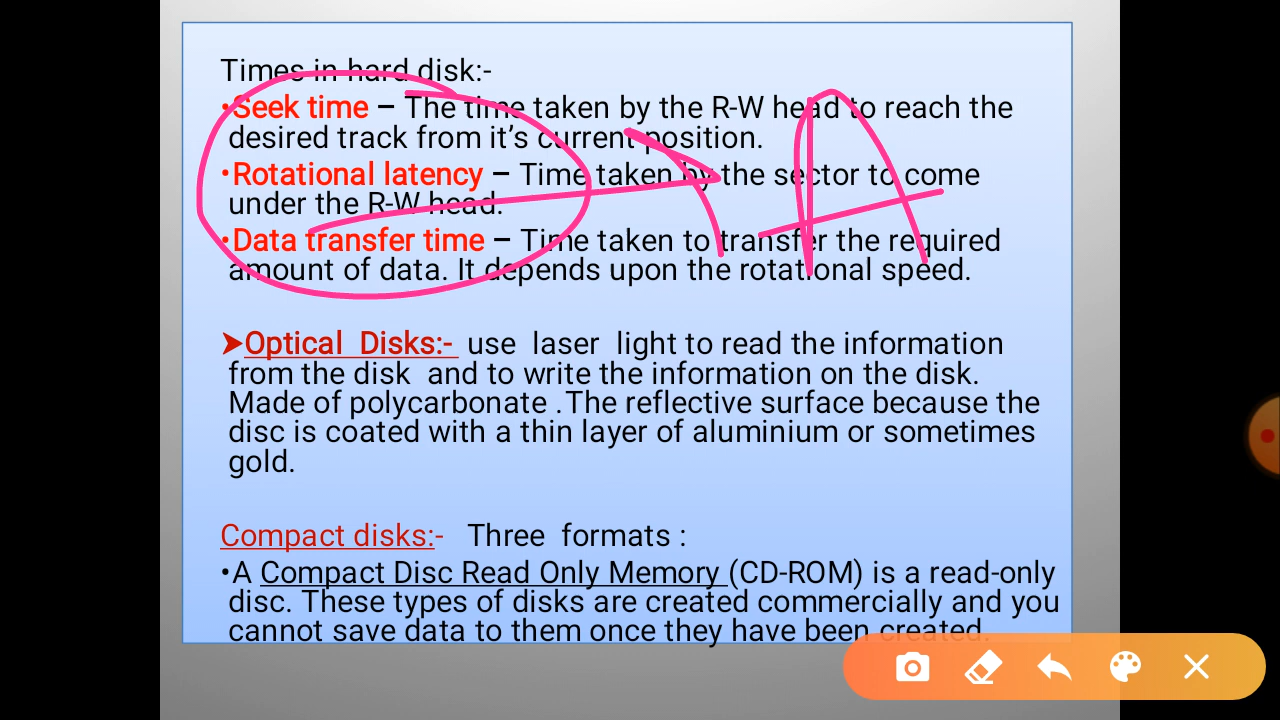 Times in hard disk:-
•Seek time – The time taken by the R-W head to reach the
desired track from it’s current position.
•Rotational latency – Time taken by the sector to come
under the R-W head.
•Data transfer time – Time taken to transfer the required
amount of data. It depends upon the rotational speed.
➤Optical Disks:- use laser light to read the information
from the disk and to write the information on the disk.
Made of polycarbonate .The reflective surface because the
disc is coated with a thin layer of aluminium or sometimes
gold.
Compact disks:- Three formats :
•A Compact Disc Read Only Memory (CD-ROM) is a read-only
disc. These types of disks are created commercially and you
cannot save data to them once they have been created.
A